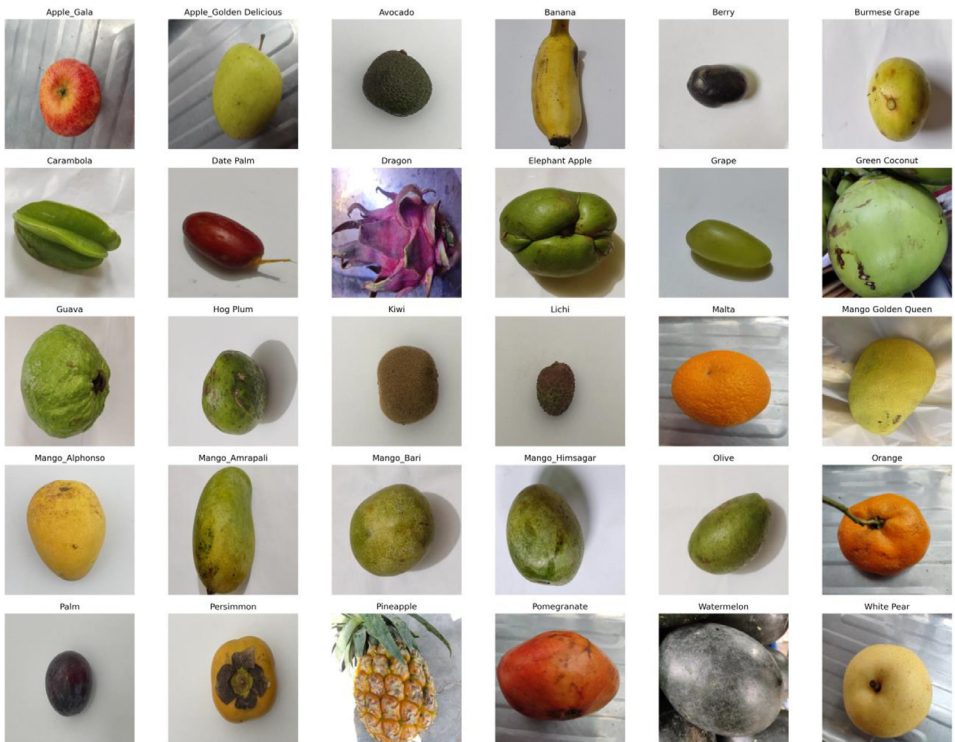 Apple_Gala
Apple_Golden Delicious
Avocado
Banana
Berry
Burmese Grape
Carambola
Date Palm
Dragon
Elephant Apple
Grape
Green Coconut
Guava
Hog Plum
Kiwi
Lichi
Malta
Mango Golden Queen
Mango_Alphonso
Mango_Amrapali
Mango_Bari
Mango_Himsagar
Olive
Orange
Palm
Persimmon
Pineapple
Pomegranate
Watermelon
White Pear